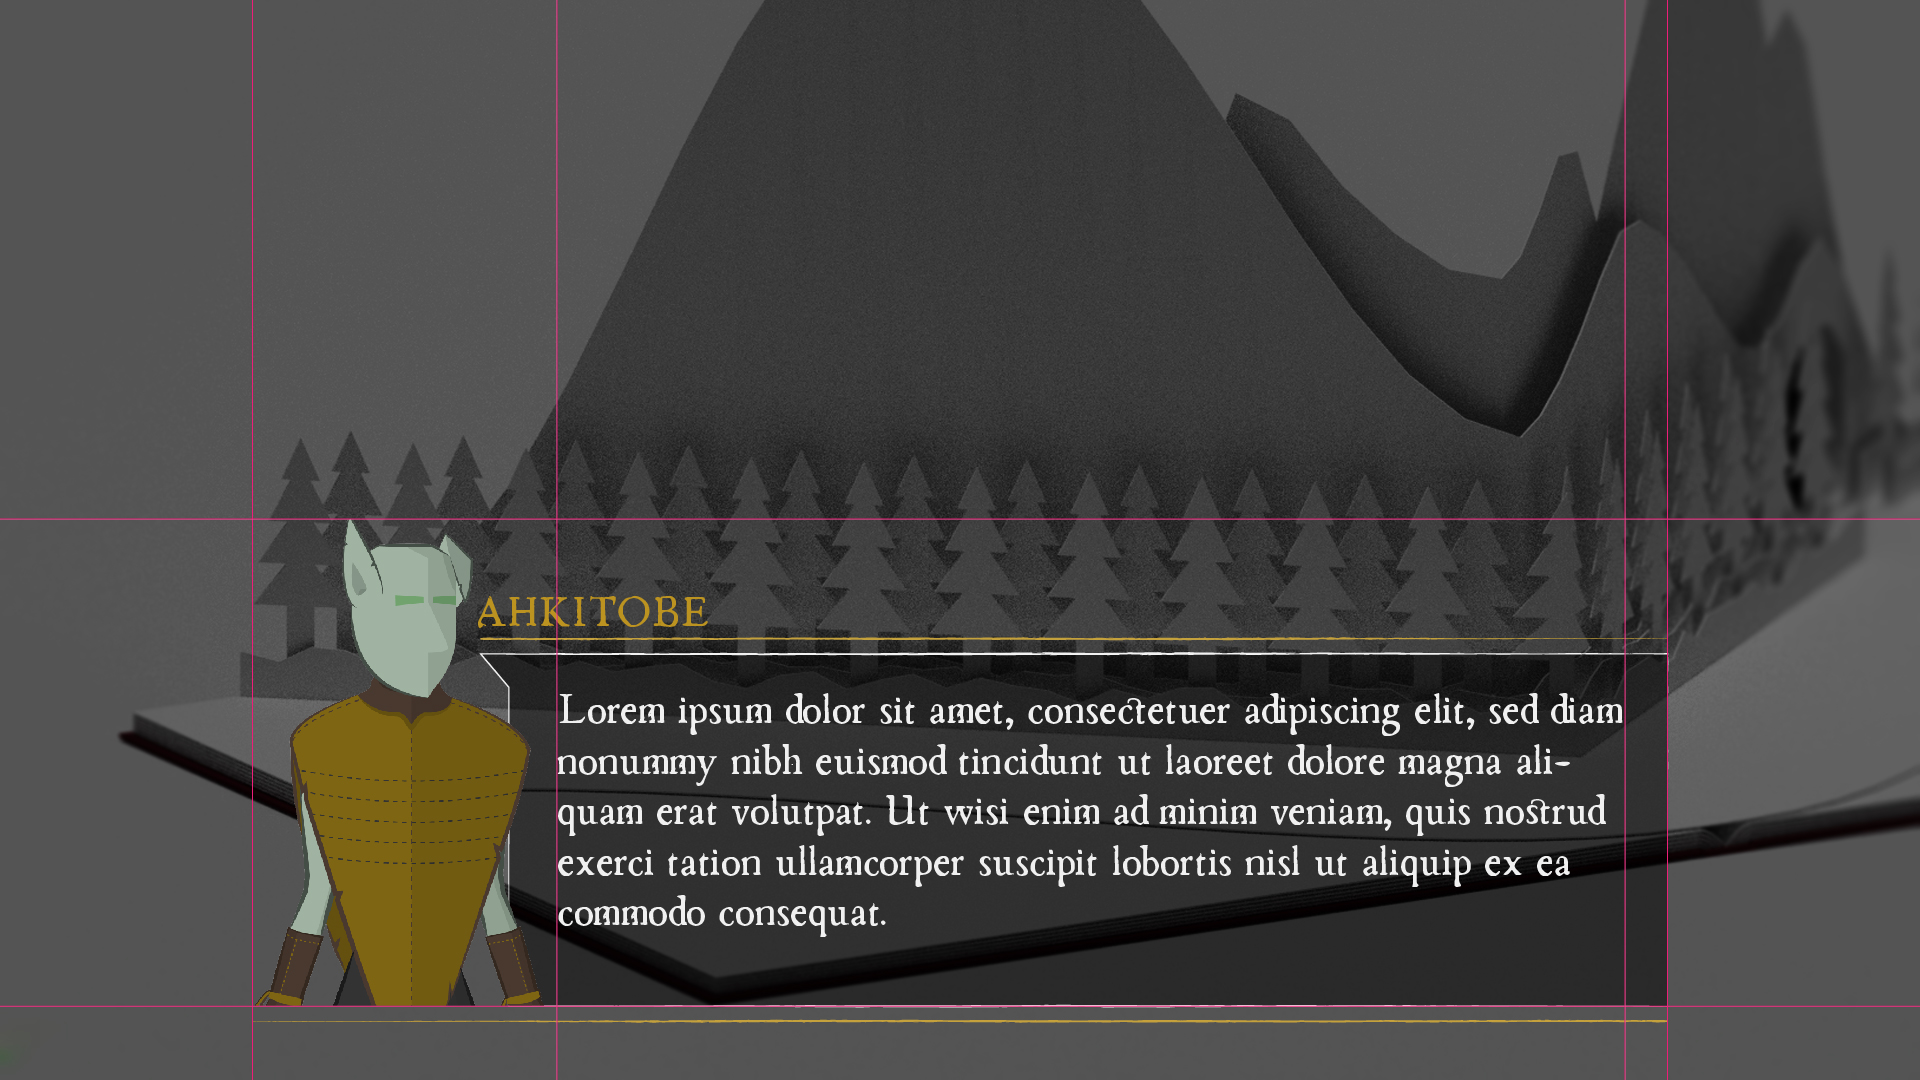 AHKITOBE
Lorem ipsum dolor sit amet, consectetuer adipiscing elit, sed diam
nonummy nibh euismod tincidunt ut laoreet dolore magna ali-
quam erat volutpat. Ut wisi enim ad minim veniam, quis nostrud
exerci tation ullamcorper suscipit lobortis nisl ut aliquip ex ea
commodo consequat.